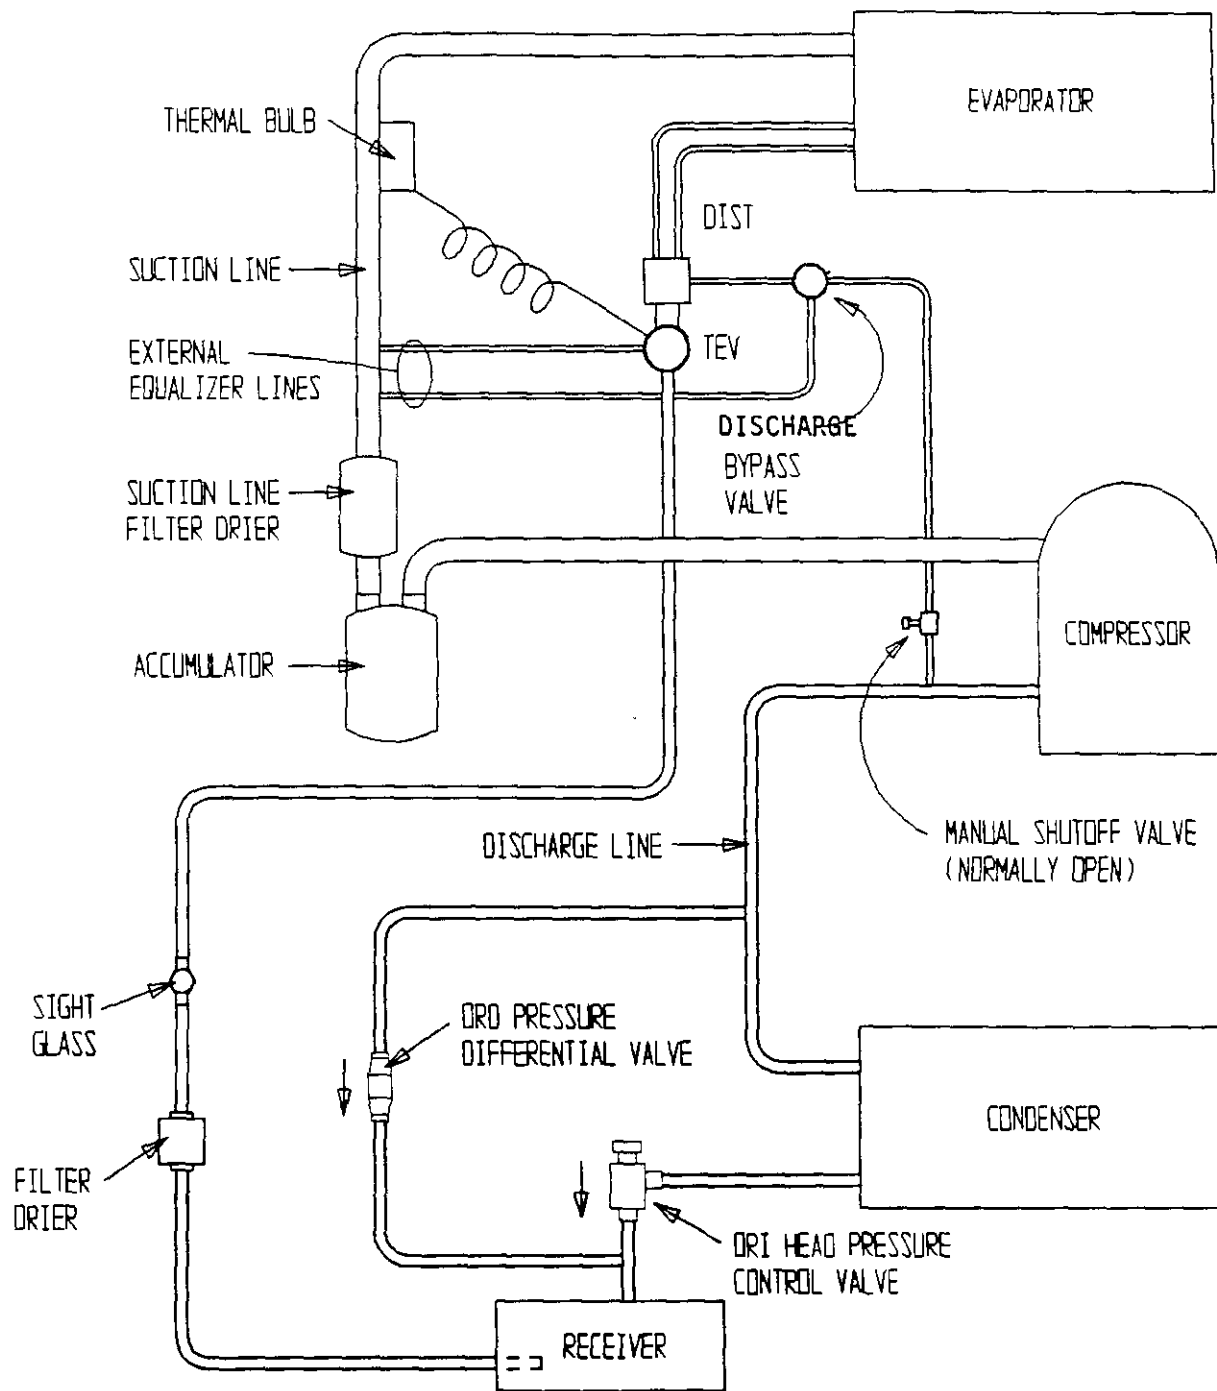 EVAPORATOR
THERMAL BULB
DIST
SUCTION LINE
TEV
EXTERNAL
EQUALIZER LINES
DISCHARGE
BYPASS
VALVE
SUCTION LINE
FILTER DRIER
COMPRESSOR
ACCUMULATOR
MANUAL SHUTOFF VALVE
(NORMALLY OPEN)
DISCHARGE LINE
SIGHT
GLASS
ORD PRESSURE
DIFFERENTIAL VALVE
CONDENSER
FILTER
DRIER
ORI HEAD PRESSURE
CONTROL VALVE
RECEIVER